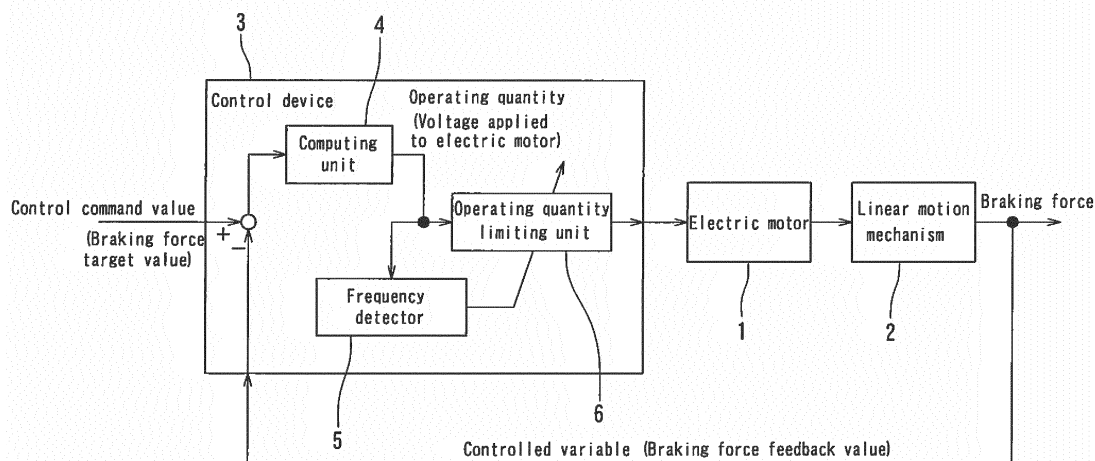 3
4
Control device
Operating quantity
(Voltage applied
to electric motor)
Computing
unit
Control command value
(Braking force
target value)
+
−
Operating quantity
limiting unit
Electric motor
Linear motion
mechanism
Braking force
Frequency
detector
1
2
5
6
Controlled variable (Braking force feedback value)